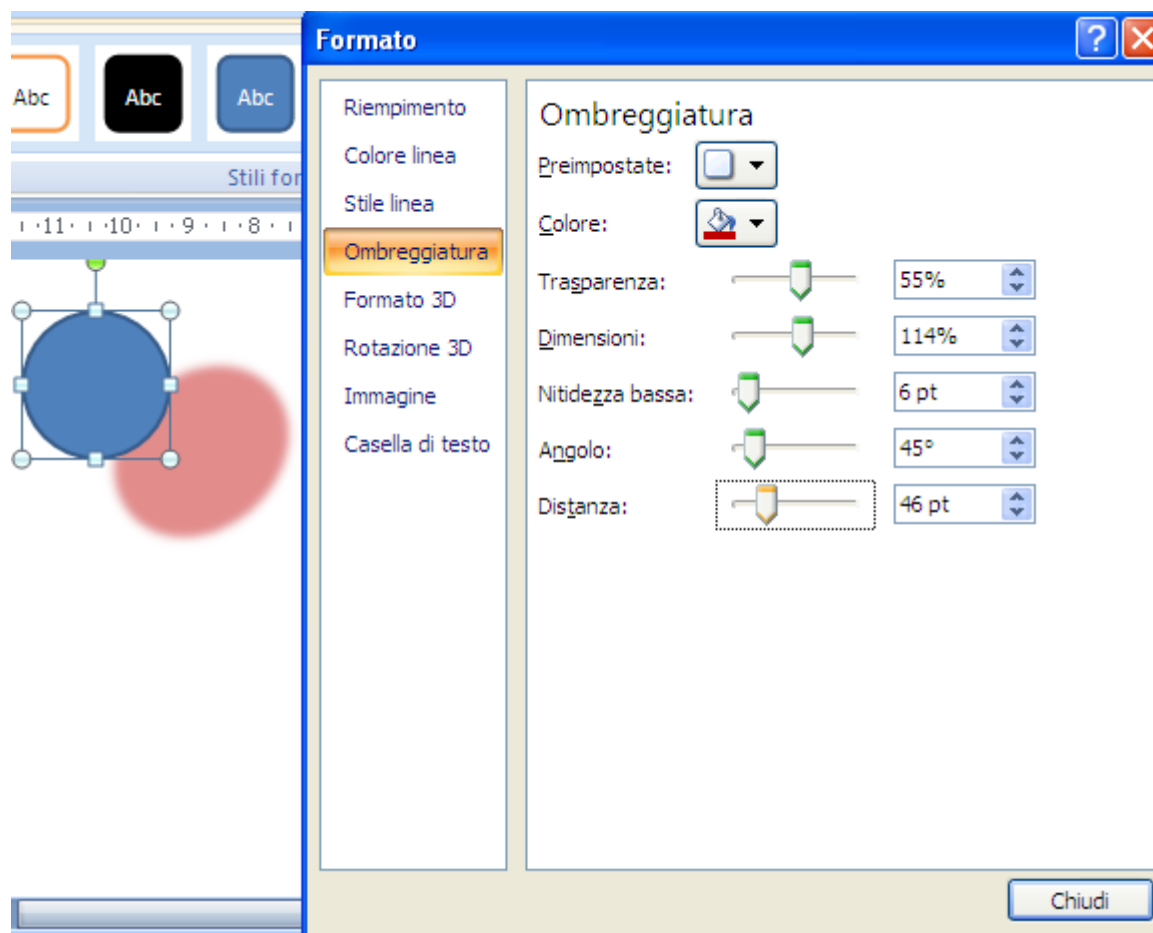 Formato
Abc Abc Abc
Stili for
11 10 9 8
Riempimento
Colore linea
Stile linea
Ombreggiatura
Formato 3D
Rotazione 3D
Immagine
Casella di testo
Ombreggiatura
Preimpostate:
Colore:
Trasparenza: 55%
Dimensioni: 114%
Nitidezza bassa: 6 pt
Angolo: 45°
Distanza: 46 pt
Chiudi